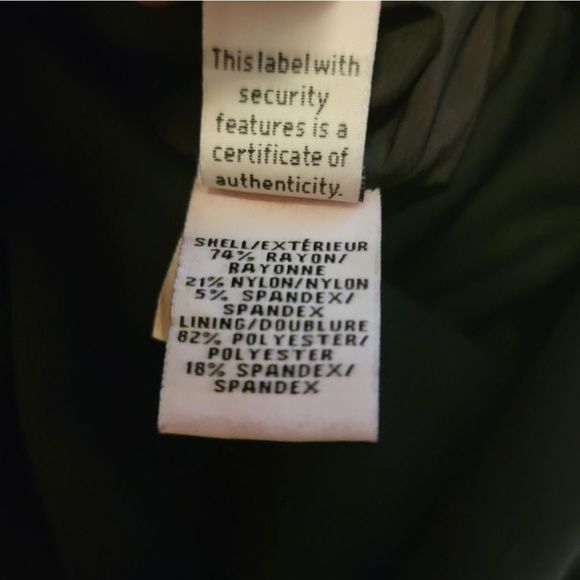 This label with
security
features is a
certificate of
authenticity.
SHELL/EXTÉRIEUR
74% RAYON/
RAYONNE
21% NYLON/NYLON
5% SPANDEX/
SPANDEX
LINING/DOUBLURE
82% POLYESTER/
POLYESTER
18% SPANDEX/
SPANDEX